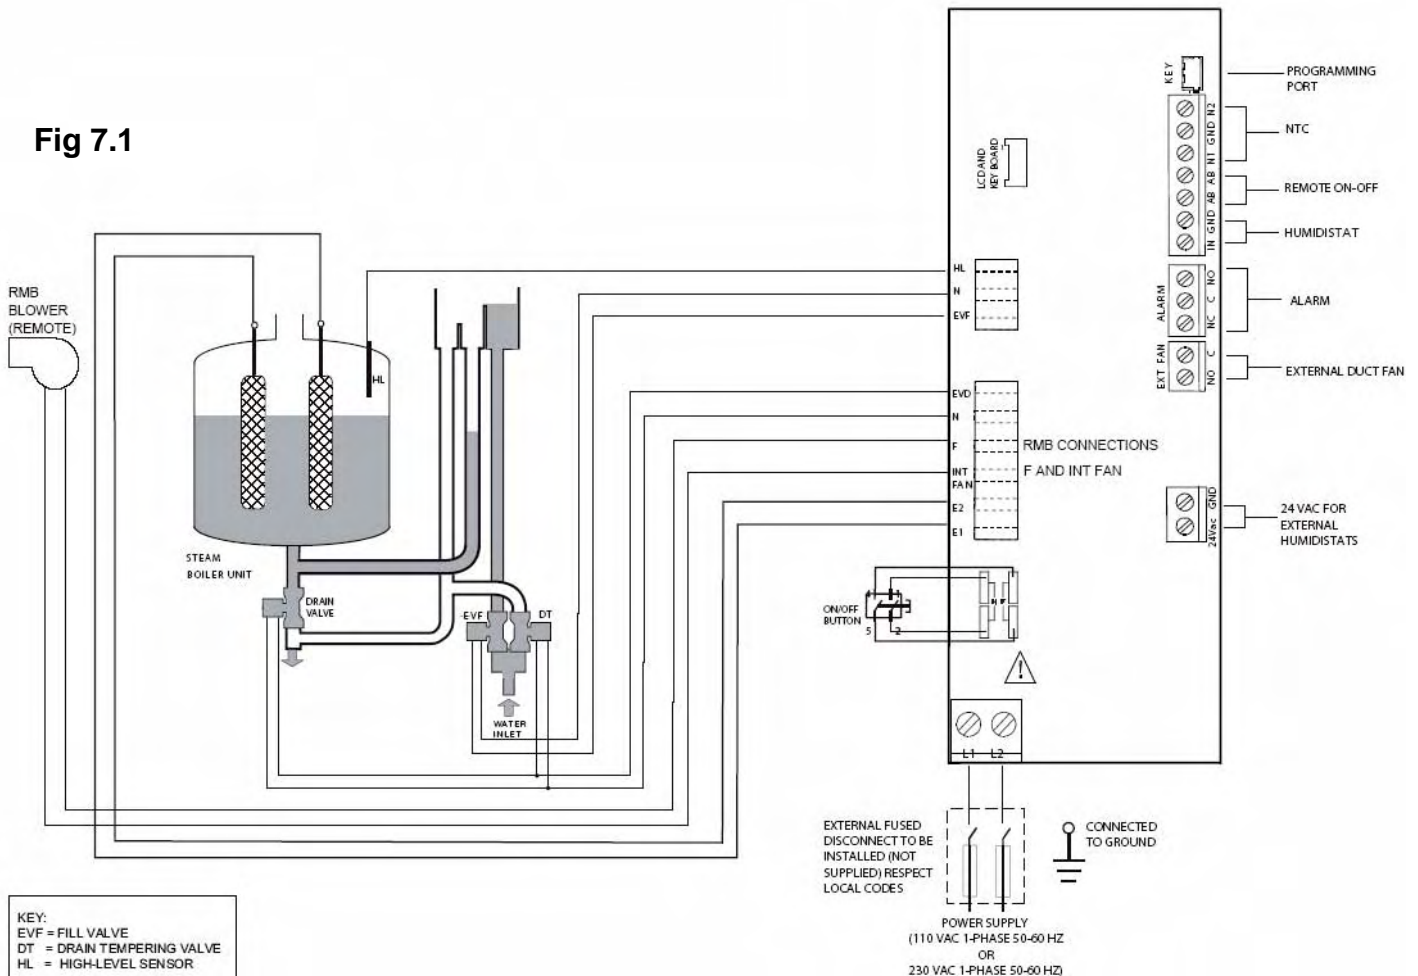 Fig 7.1
RMB
BLOWER
(REMOTE)
HL
STEAM
BOILER UNIT
DRAIN
VALVE
EVF
DT
WATER
INLET
KEY:
EVF = FILL VALVE
DT = DRAIN TEMPERING VALVE
HL = HIGH-LEVEL SENSOR
LCD AND
KEY BOARD
HL
N
EVF
EVD
N
F
INT
FAN
E2
E1
RMB CONNECTIONS
F AND INT FAN
ON/OFF
BUTTON
5
2
L1 L2
KEY
N2
GND
N1
AB
AB
GND
IN
ALARM
NO
C
NC
EXT FAN
C
NO
GND
24Vac
PROGRAMMING
PORT
NTC
REMOTE ON-OFF
HUMIDISTAT
ALARM
EXTERNAL DUCT FAN
24 VAC FOR
EXTERNAL
HUMIDISTATS
EXTERNAL FUSED
DISCONNECT TO BE
INSTALLED (NOT
SUPPLIED) RESPECT
LOCAL CODES
CONNECTED
TO GROUND
POWER SUPPLY
(110 VAC 1-PHASE 50-60 HZ
OR
230 VAC 1-PHASE 50-60 HZ)